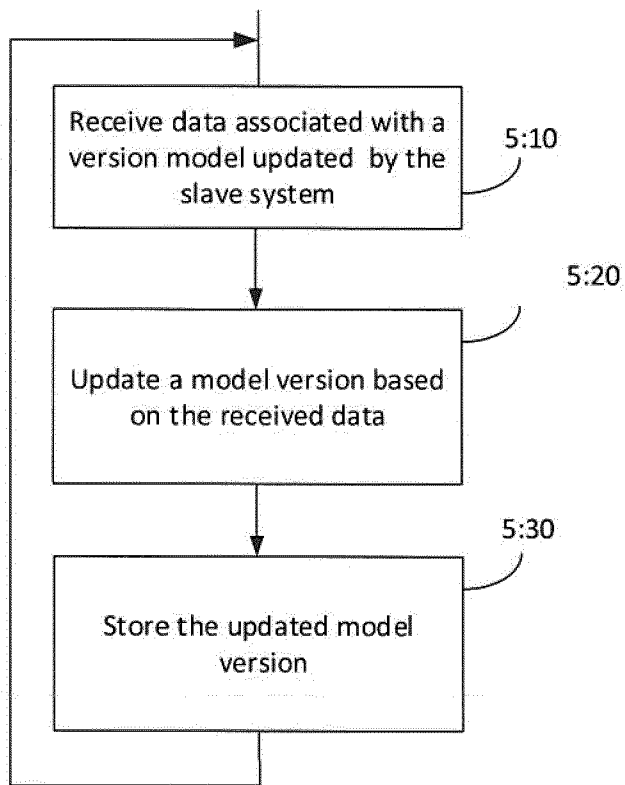 Receive data associated with a
version model updated by the
slave system
5:10
5:20
Update a model version based
on the received data
5:30
Store the updated model
version